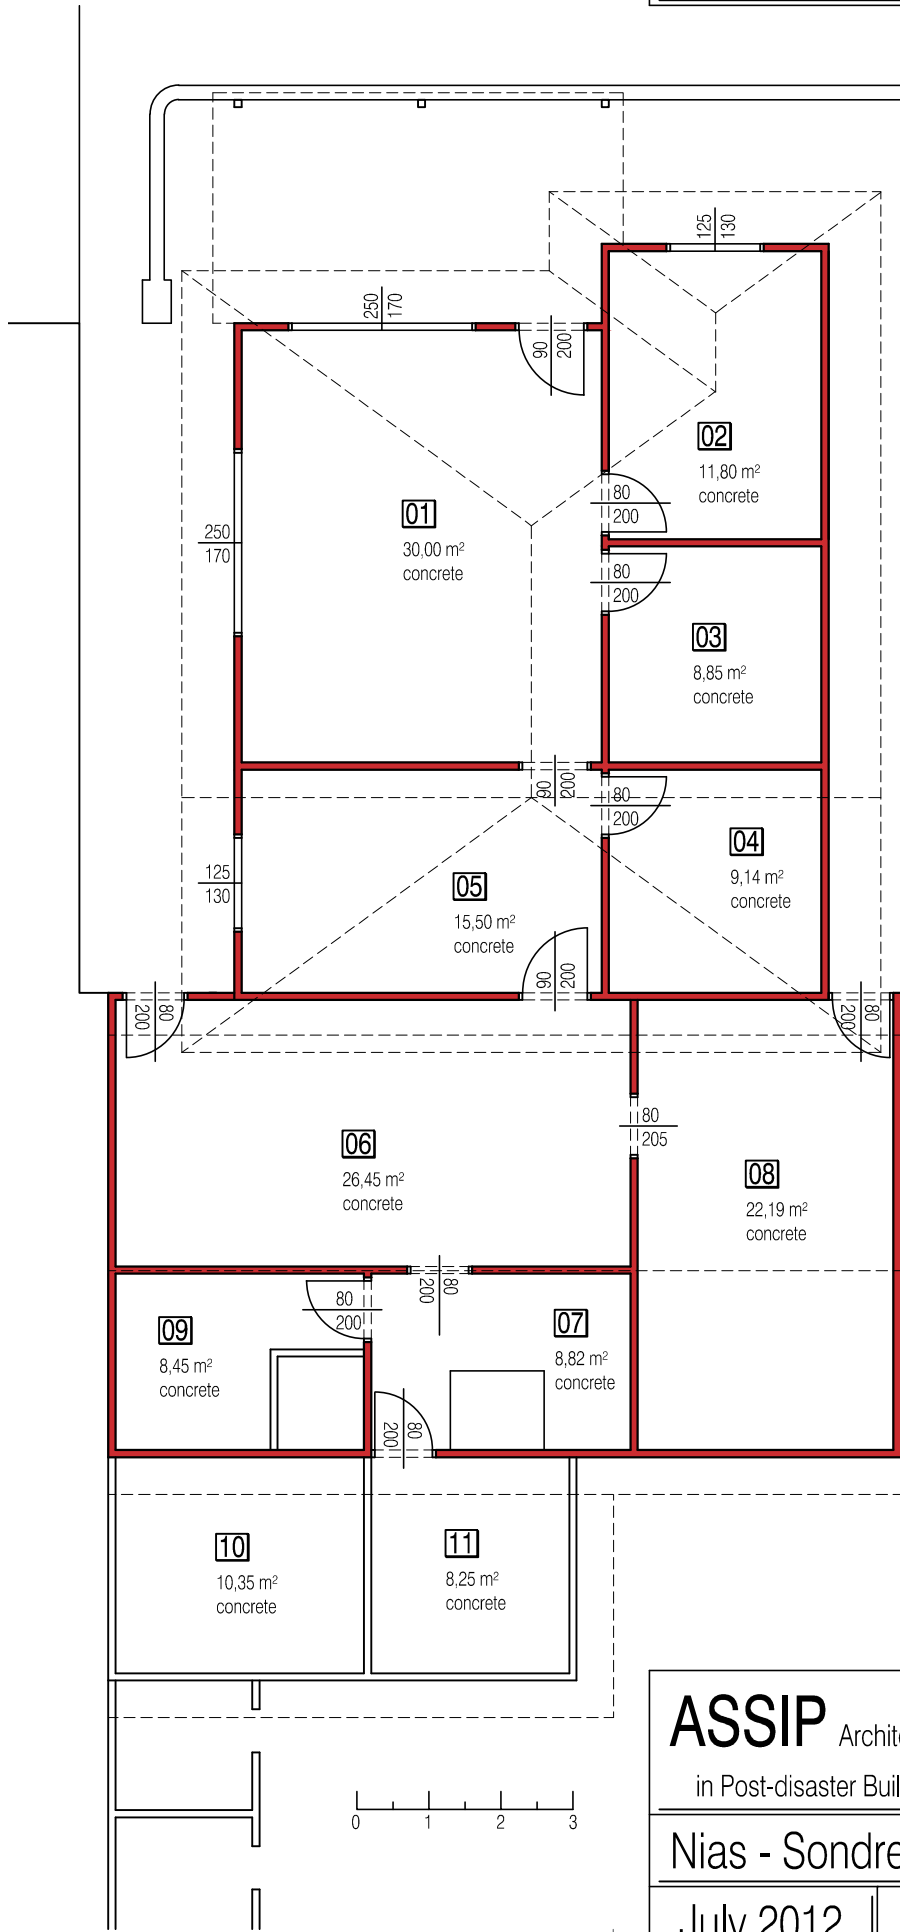 125
130
250
170
90
200
02
11,80 m²
concrete
80
200
01
30,00 m²
concrete
250
170
80
200
03
8,85 m²
concrete
90
200
80
200
04
9,14 m²
concrete
125
130
05
15,50 m²
concrete
90
200
200
80
200
80
80
205
06
26,45 m²
concrete
08
22,19 m²
concrete
200
80
80
200
09
8,45 m²
concrete
07
8,82 m²
concrete
200
80
10
10,35 m²
concrete
11
8,25 m²
concrete
ASSIP Archite
in Post-disaster Buil
0 1 2 3
Nias - Sondre
July 2012